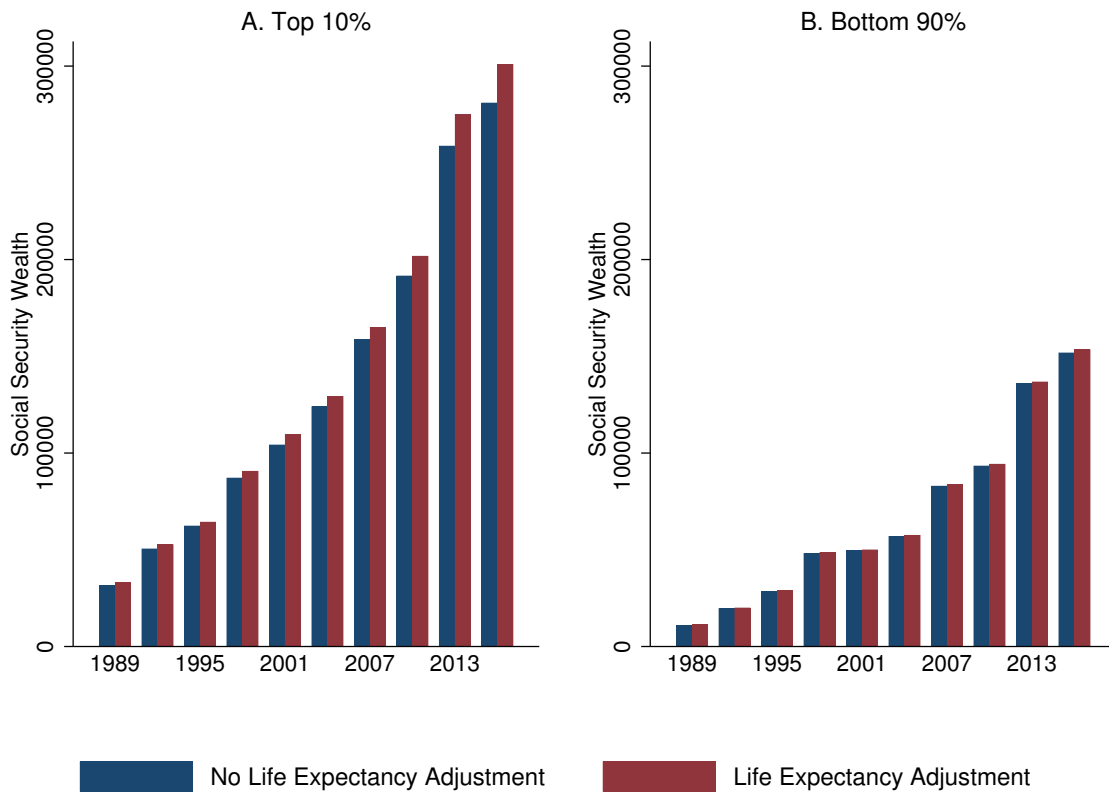 A. Top 10%
Social Security Wealth
300000
200000
100000
0
1989 1995 2001 2007 2013
B. Bottom 90%
Social Security Wealth
300000
200000
100000
0
1989 1995 2001 2007 2013
No Life Expectancy Adjustment
Life Expectancy Adjustment